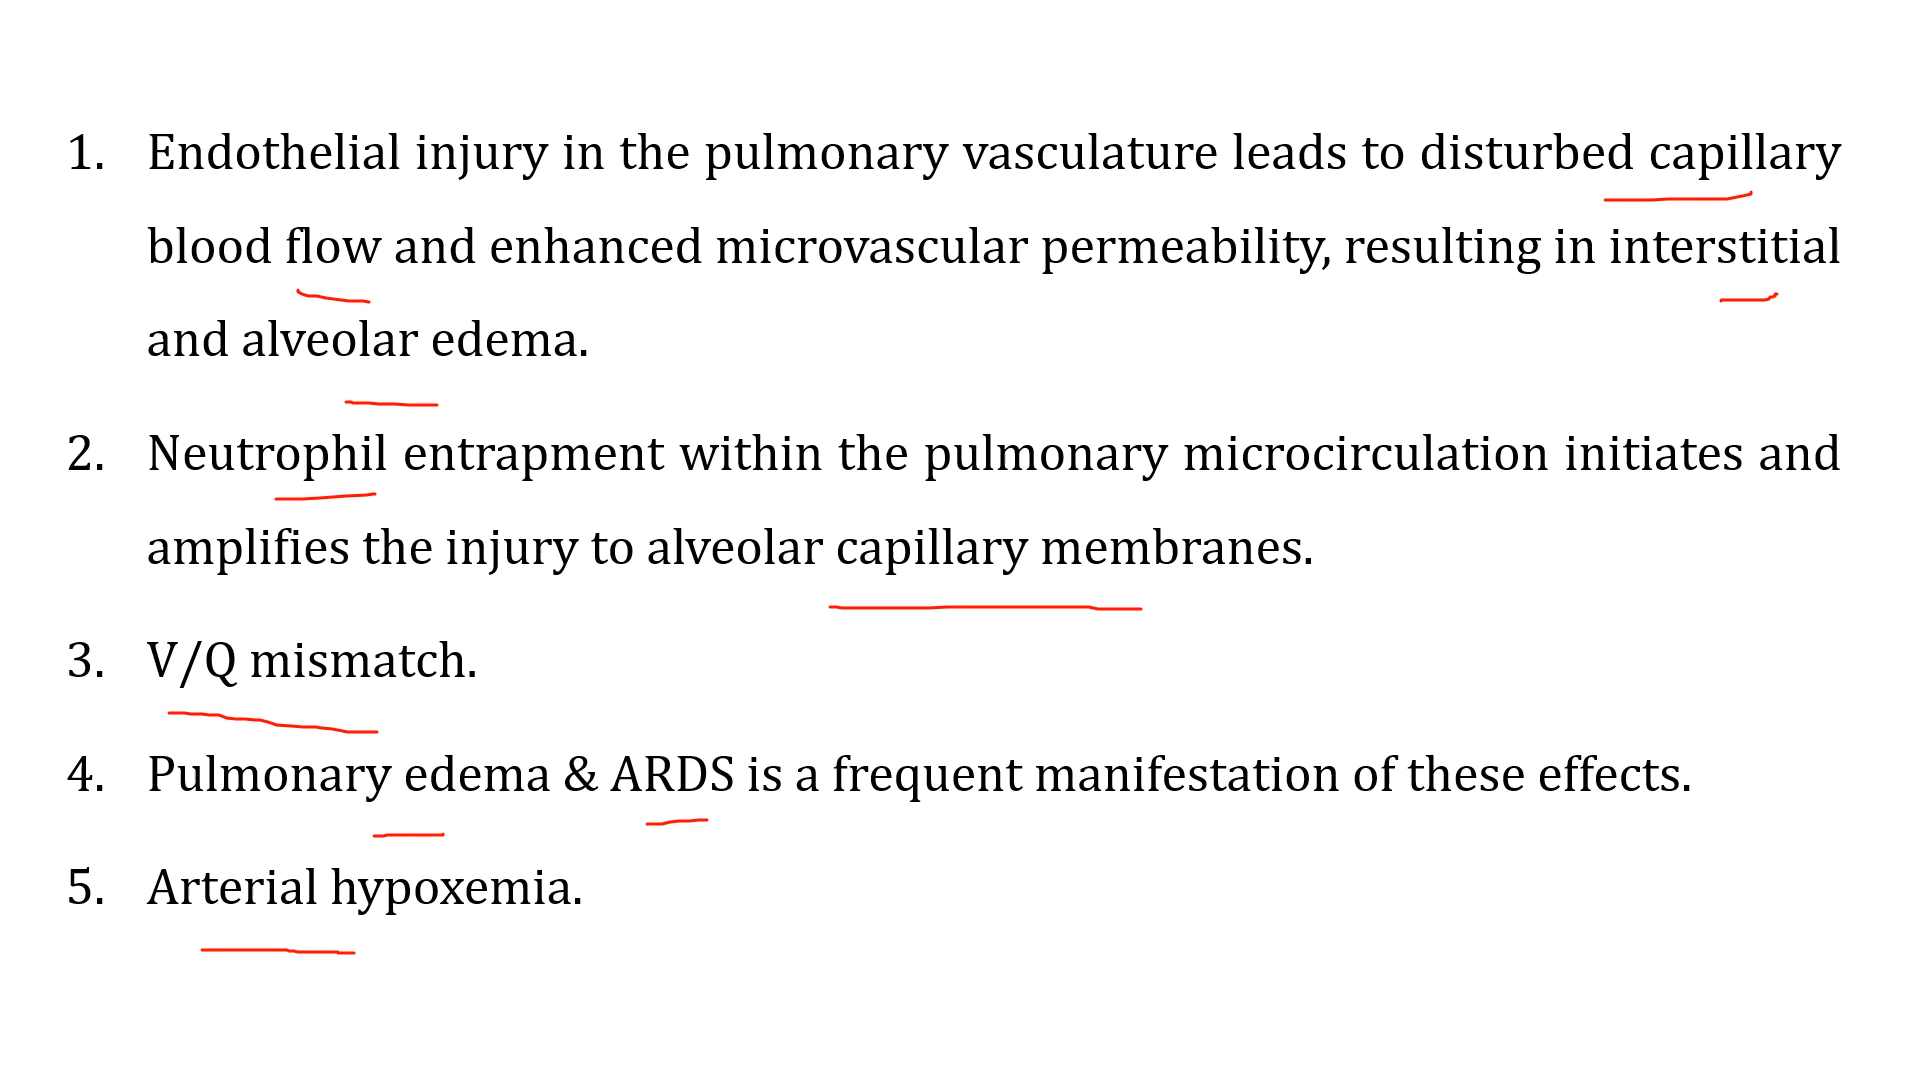 1. Endothelial injury in the pulmonary vasculature leads to disturbed capillary
blood flow and enhanced microvascular permeability, resulting in interstitial
and alveolar edema.
2. Neutrophil entrapment within the pulmonary microcirculation initiates and
amplifies the injury to alveolar capillary membranes.
3. V/Q mismatch.
4. Pulmonary edema & ARDS is a frequent manifestation of these effects.
5. Arterial hypoxemia.